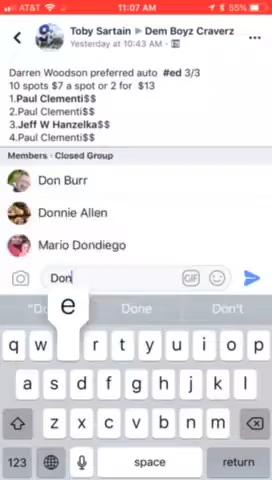 AT&T 11:07 AM 55%
Toby Sartain ▸ Dem Boyz Craverz
Yesterday at 10:43 AM
Darren Woodson preferred auto #ed 3/3
10 spots $7 a spot or 2 for $13
1.Paul Clementi$$
2.Paul Clementi$$
3.Jeff W Hanzelka$$
4.Paul Clementi$$
Members · Closed Group
Don Burr
Donnie Allen
Mario Dondiego
Don GIF
"Do Done Don't
e
q w r t y u i o p
a s d f g h j k l
z x c v b n m
123 space return